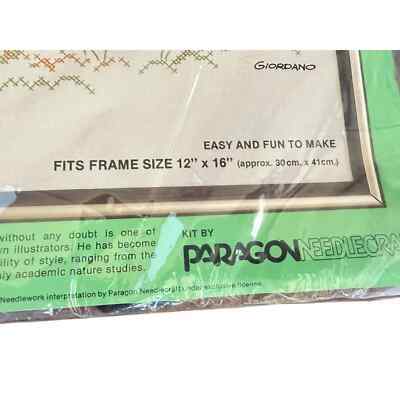 GIORDANO
EASY AND FUN TO MAKE
FITS FRAME SIZE 12" x 16" (approx. 30cm. x 41cm.)
without any doubt is one of
illustrators. He has become
of style, ranging from the
academic nature studies.
KIT BY
PARAGON NEEDLECRA
Needlework interpretation by Paragon Needlecraft under exclusive license.